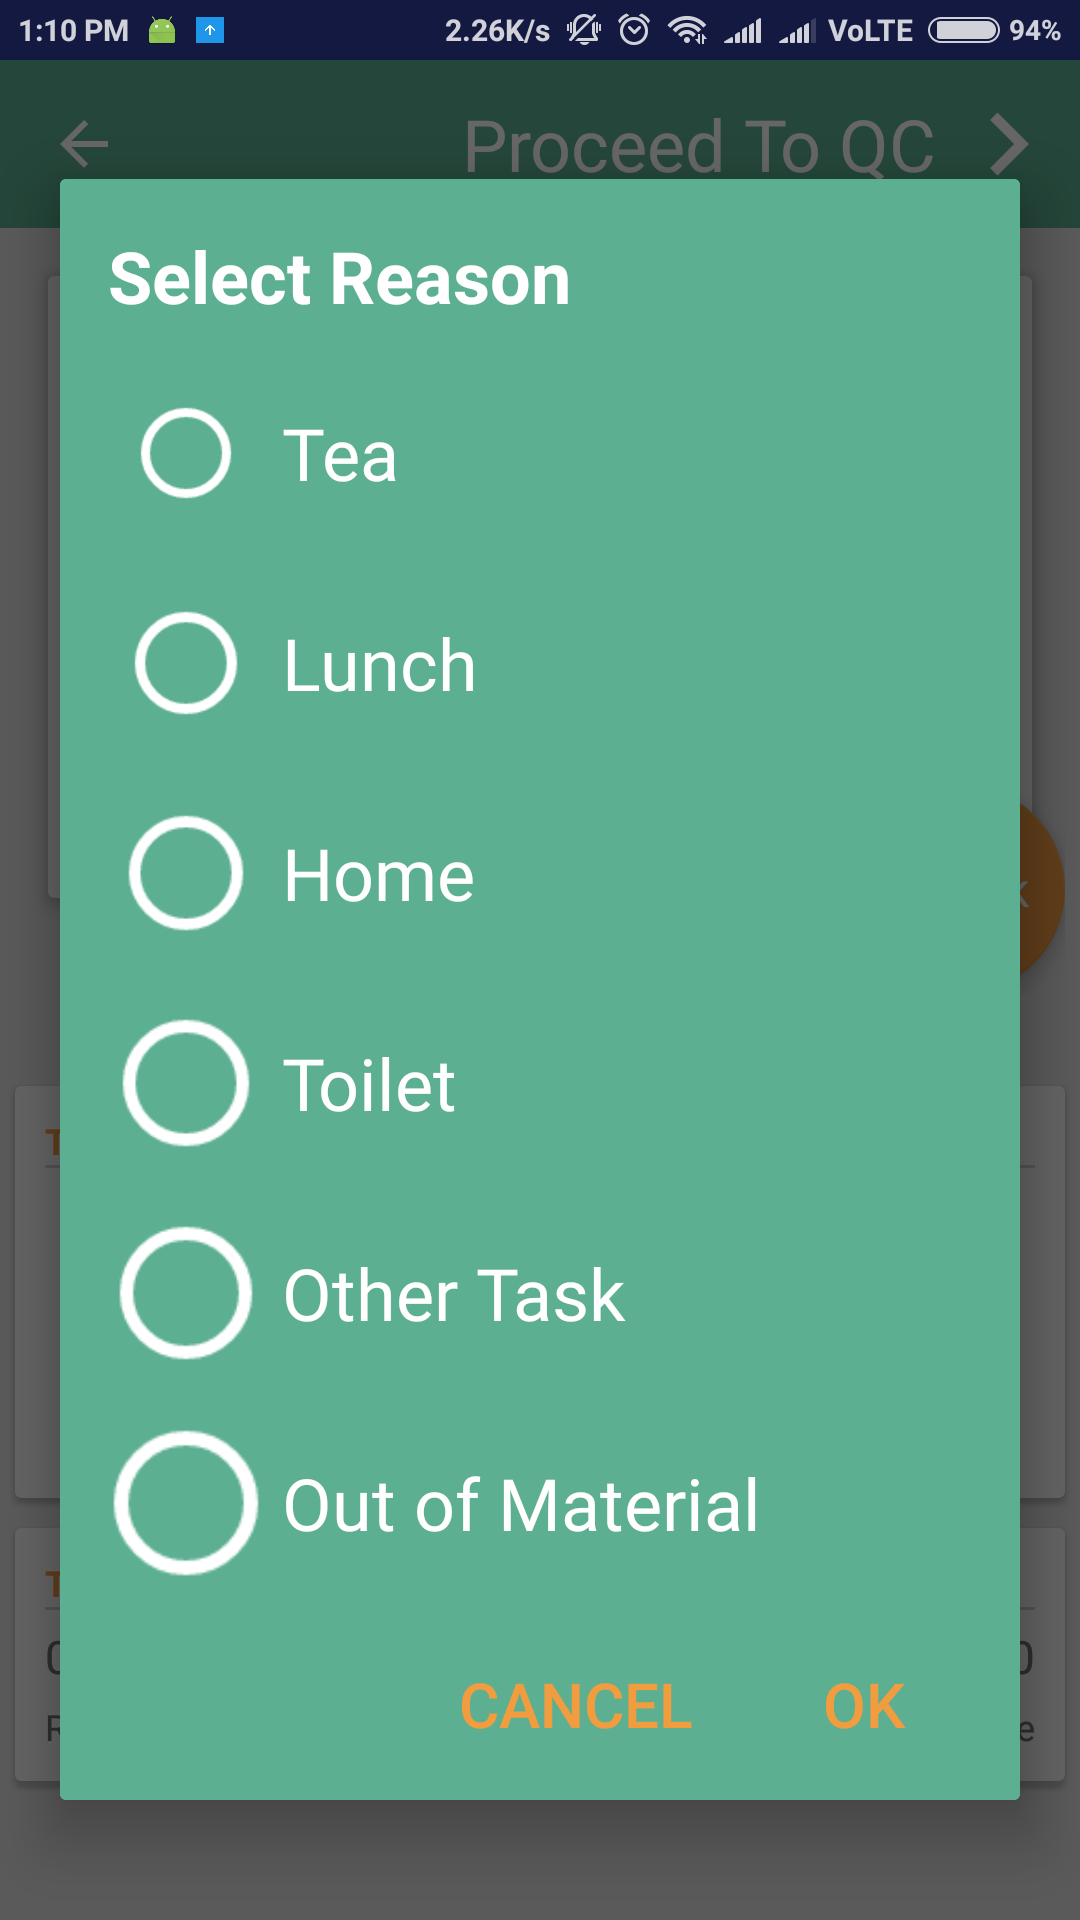 1:10 PM 2.26K/s VoLTE 94%
Proceed To QC
Select Reason
Tea
Lunch
Home
Toilet
Other Task
Out of Material
CANCEL OK